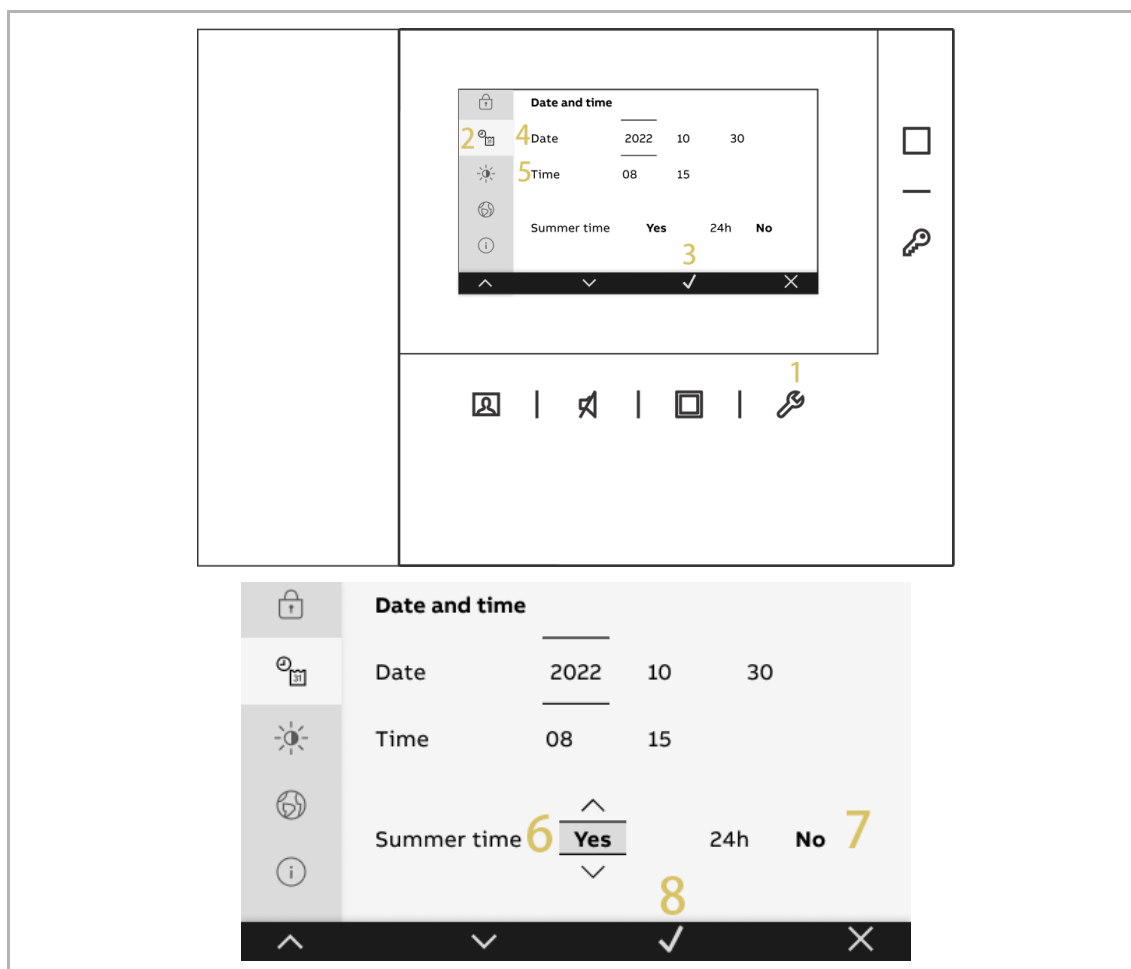 Date and time
2 4 Date 2022 10 30
31
5 Time 08 15
Summer time Yes 24h No
3
1
Date and time
Date 2022 10 30
31
Time 08 15
Summer time 6 Yes 24h No 7
8